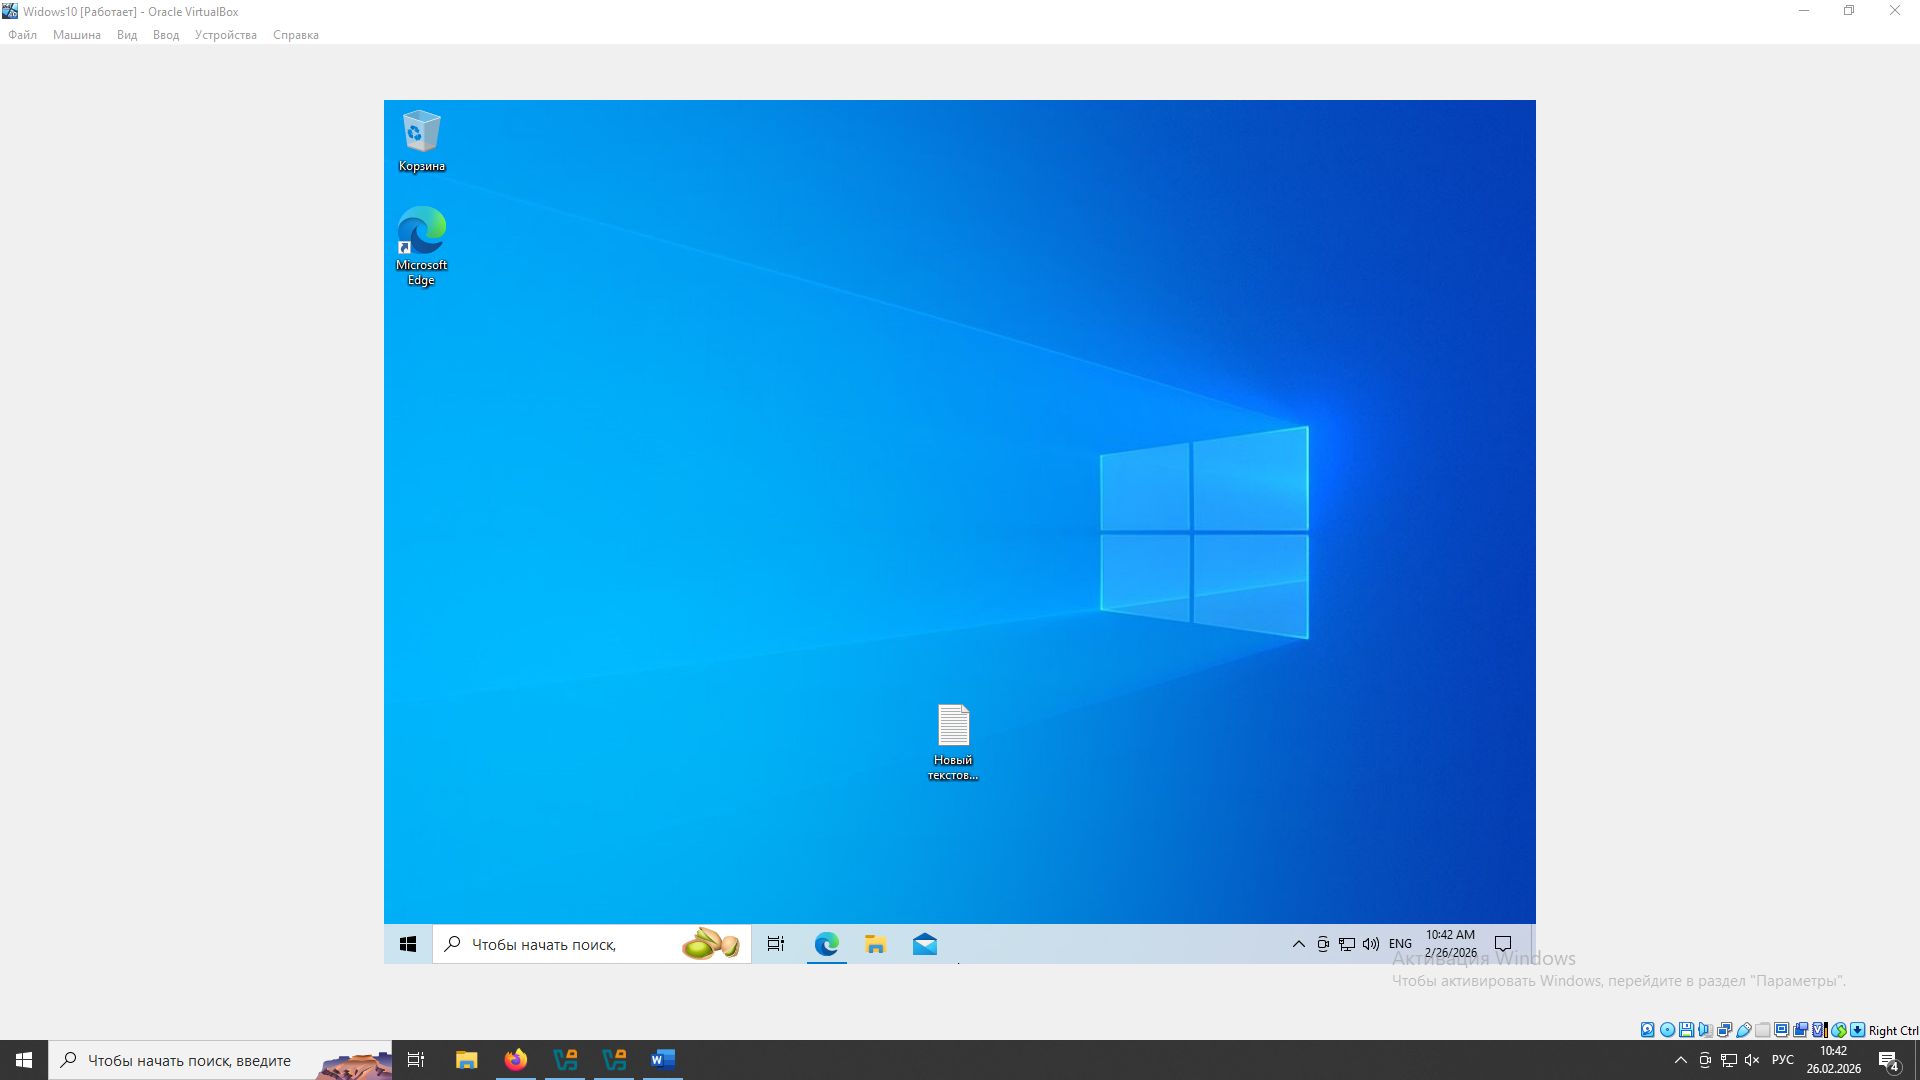 Widows10 [Работает] - Oracle VirtualBox
Файл Машина Вид Ввод Устройства Справка
Корзина
Microsoft
Edge
Новый
текстов...
Чтобы начать поиск,
ENG
10:42 AM
2/26/2026
Активация Windows
Чтобы активировать Windows, перейдите в раздел "Параметры".
Right Ctrl
Чтобы начать поиск, введите
РУС
10:42
26.02.2026
4